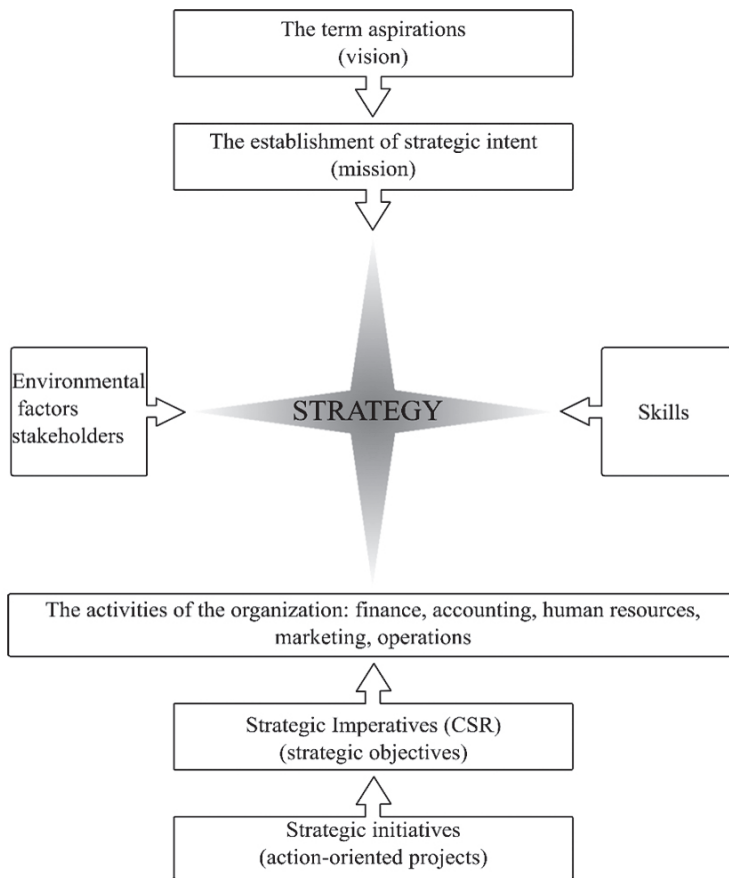 The term aspirations
(vision)
The establishment of strategic intent
(mission)
Environmental
factors
stakeholders
STRATEGY
Skills
The activities of the organization: finance, accounting, human resources,
marketing, operations
Strategic Imperatives (CSR)
(strategic objectives)
Strategic initiatives
(action-oriented projects)